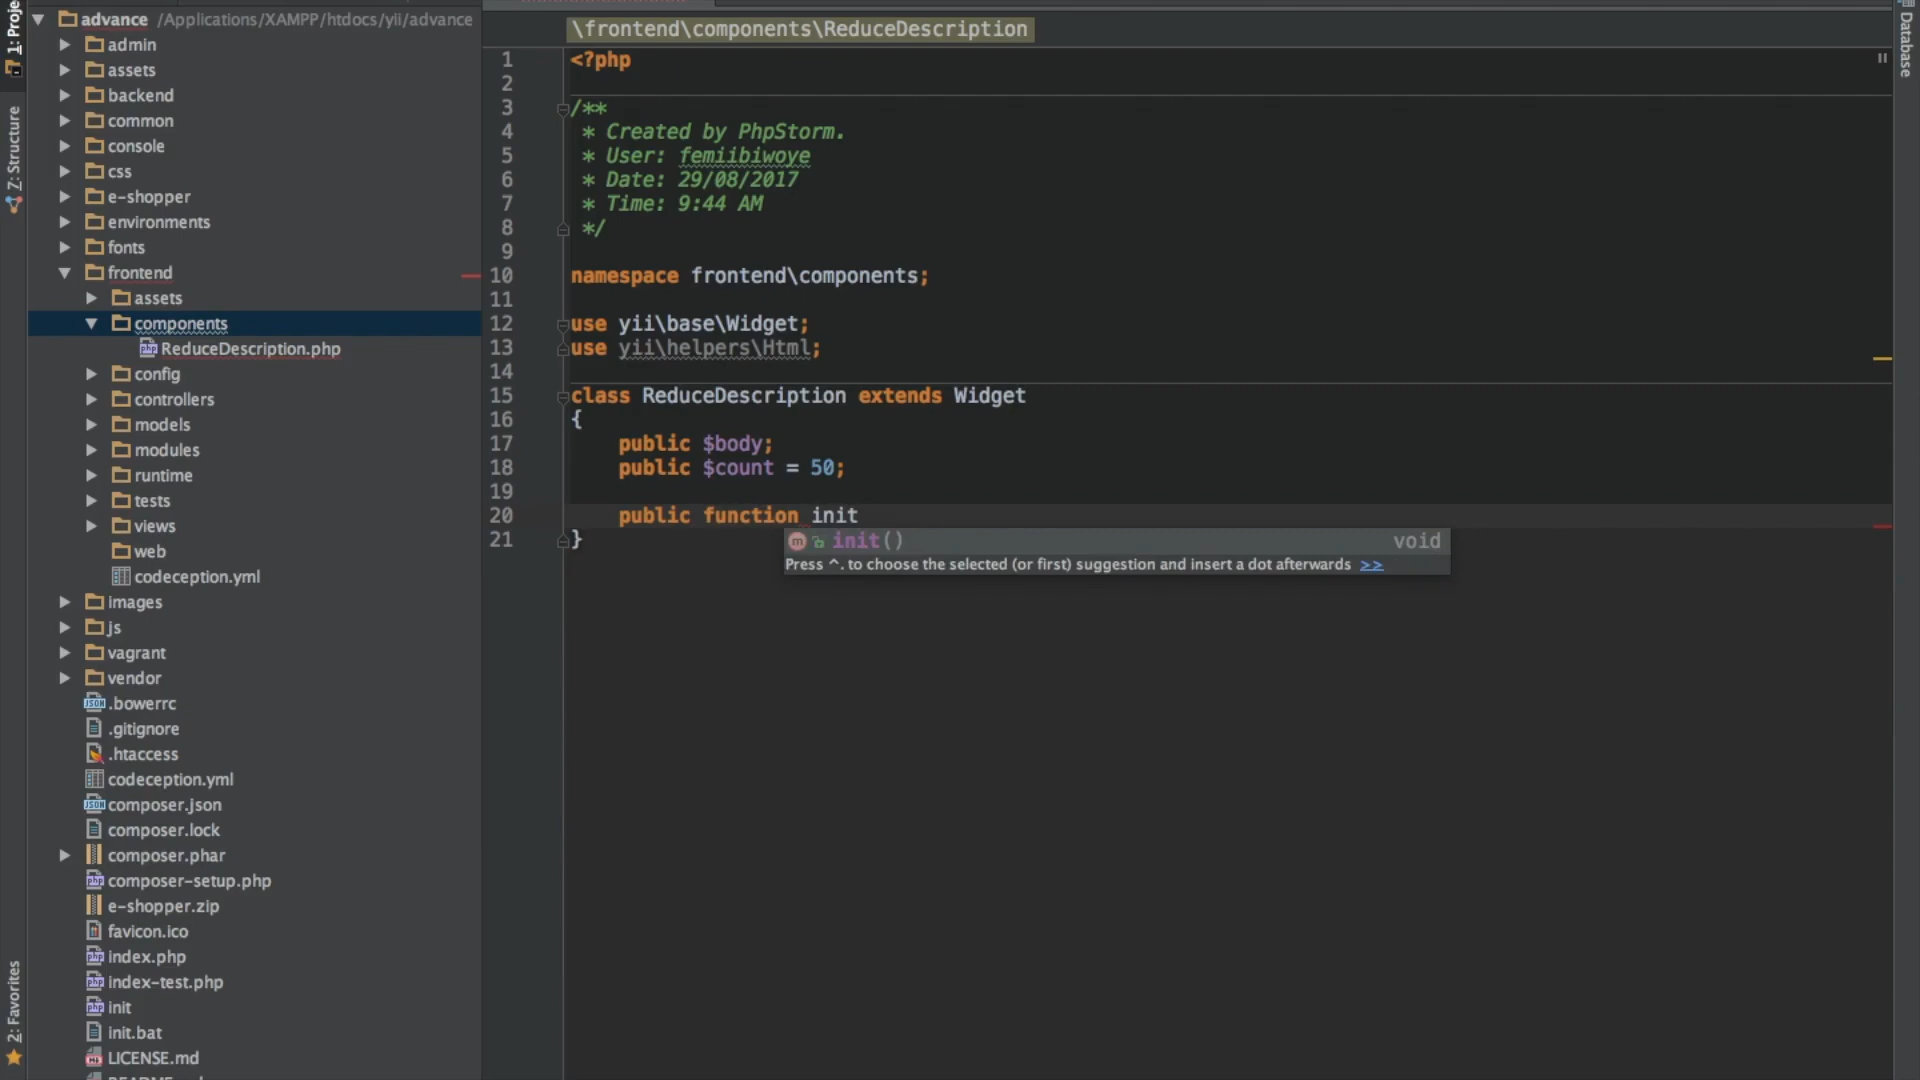 1: Proje
Z: Structure
2: Favorites
advance /Applications/XAMPP/htdocs/yii/advance
admin
assets
backend
common
console
css
e-shopper
environments
fonts
frontend
assets
components
ReduceDescription.php
config
controllers
models
modules
runtime
tests
views
web
codeception.yml
images
js
vagrant
vendor
.bowerrc
.gitignore
.htaccess
codeception.yml
composer.json
composer.lock
composer.phar
composer-setup.php
e-shopper.zip
favicon.ico
index.php
index-test.php
init
init.bat
LICENSE.md
\frontend\components\ReduceDescription
1 <?php
2
3 /**
4 * Created by PhpStorm.
5 * User: femiibiwoye
6 * Date: 29/08/2017
7 * Time: 9:44 AM
8 */
9
10 namespace frontend\components;
11
12 use yii\base\Widget;
13 use yii\helpers\Html;
14
15 class ReduceDescription extends Widget
16 {
17 public $body;
18 public $count = 50;
19
20 public function init
21 }
m init() void
Press ^. to choose the selected (or first) suggestion and insert a dot afterwards >>
Database